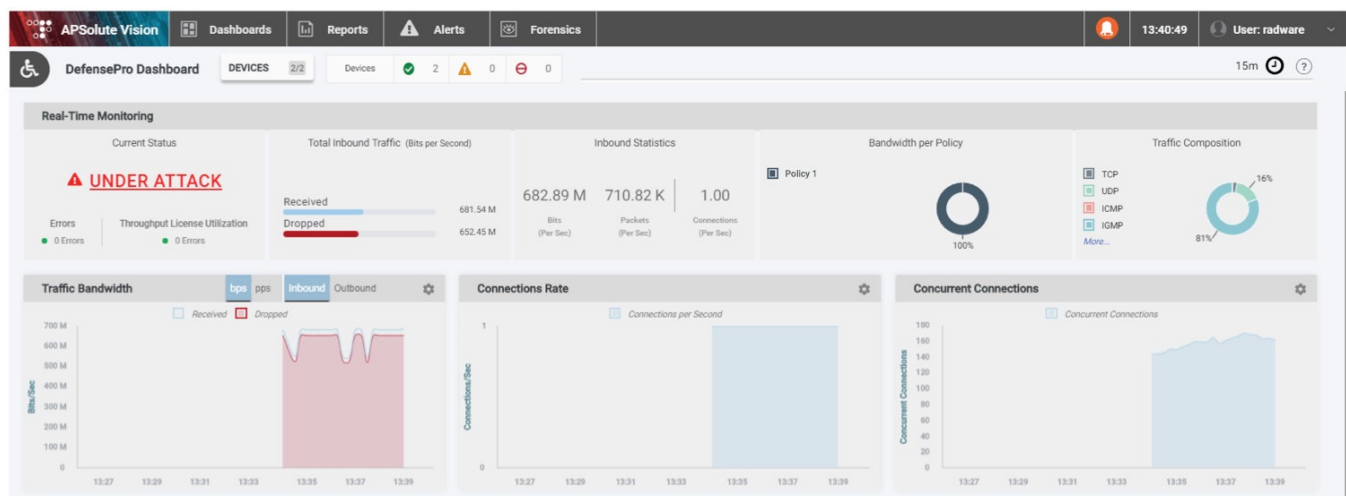 APSolute Vision Dashboards Reports Alerts Forensics 13:40:49 User: radware
DefensePro Dashboard DEVICES 2/2 Devices 2 0 0 15m ?
Real-Time Monitoring
Current Status
UNDER ATTACK
Errors
0 Errors
Throughput License Utilization
0 Errors
Total Inbound Traffic (Bits per Second)
Received
681.54 M
Dropped
652.45 M
Inbound Statistics
682.89 M 710.82 K 1.00
Bits Packets Connections
(Per Sec) (Per Sec) (Per Sec)
Bandwidth per Policy
Policy 1
100%
Traffic Composition
TCP
UDP
ICMP
IGMP
More...
16%
81%
Traffic Bandwidth bps pps Inbound Outbound
Received Dropped
Bits/Sec
700 M
600 M
500 M
400 M
300 M
200 M
100 M
0
13:27 13:29 13:31 13:33 13:35 13:37 13:39
Connections Rate
Connections per Second
Connections/Sec
1
0
13:27 13:29 13:31 13:33 13:35 13:37 13:39
Concurrent Connections
Concurrent Connections
Concurrent Connections
180
160
140
120
100
80
60
40
20
0
13:27 13:29 13:31 13:33 13:35 13:37 13:39